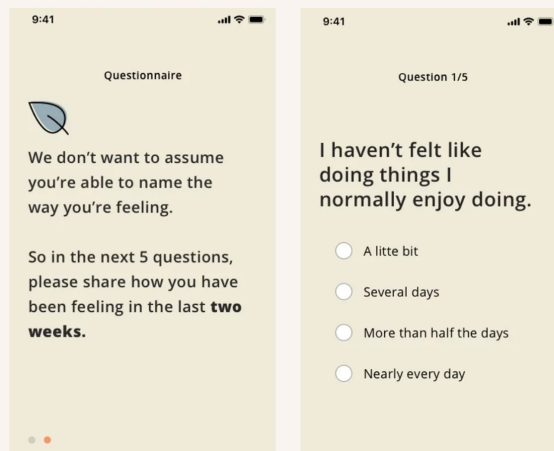 9:41
Questionnaire
We don’t want to assume
you’re able to name the
way you’re feeling.
So in the next 5 questions,
please share how you have
been feeling in the last two
weeks.
9:41
Question 1/5
I haven’t felt like
doing things I
normally enjoy doing.
A litte bit
Several days
More than half the days
Nearly every day